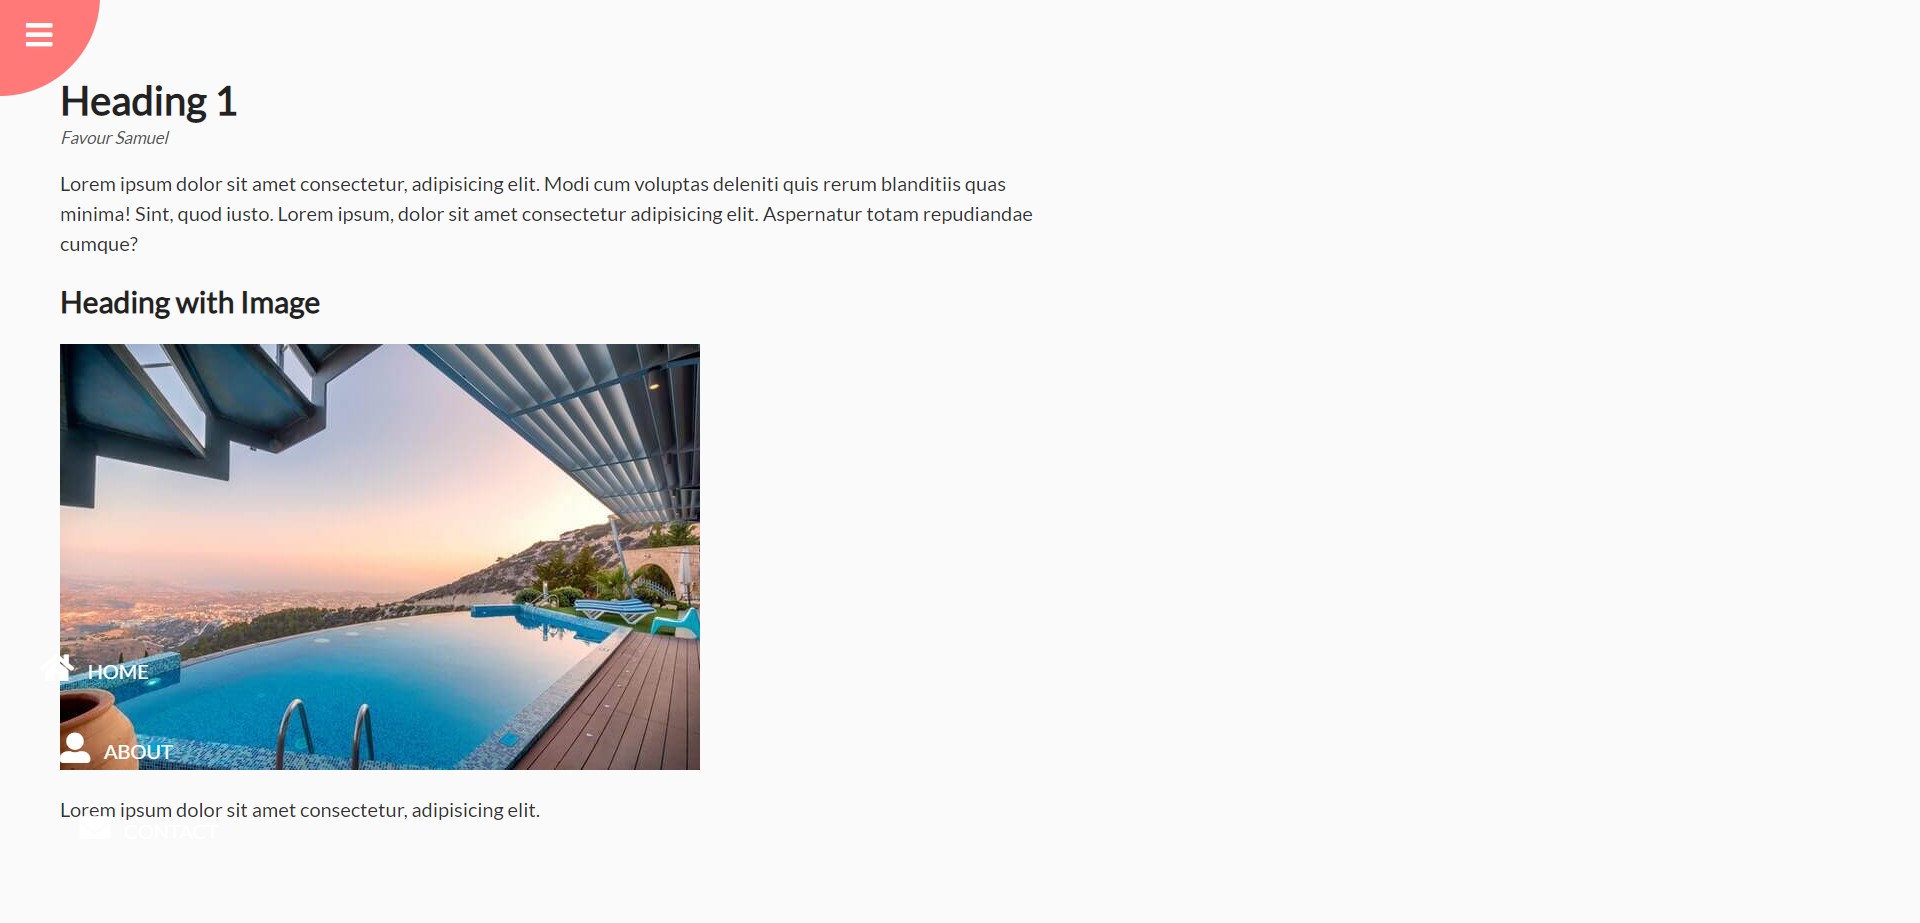 Heading 1
Favour Samuel
Lorem ipsum dolor sit amet consectetur, adipisicing elit. Modi cum voluptas deleniti quis rerum blanditiis quas
minima! Sint, quod iusto. Lorem ipsum, dolor sit amet consectetur adipisicing elit. Aspernatur totam repudiandae
cumque?
Heading with Image
HOME
ABOUT
Lorem ipsum dolor sit amet consectetur, adipisicing elit.
CONTACT